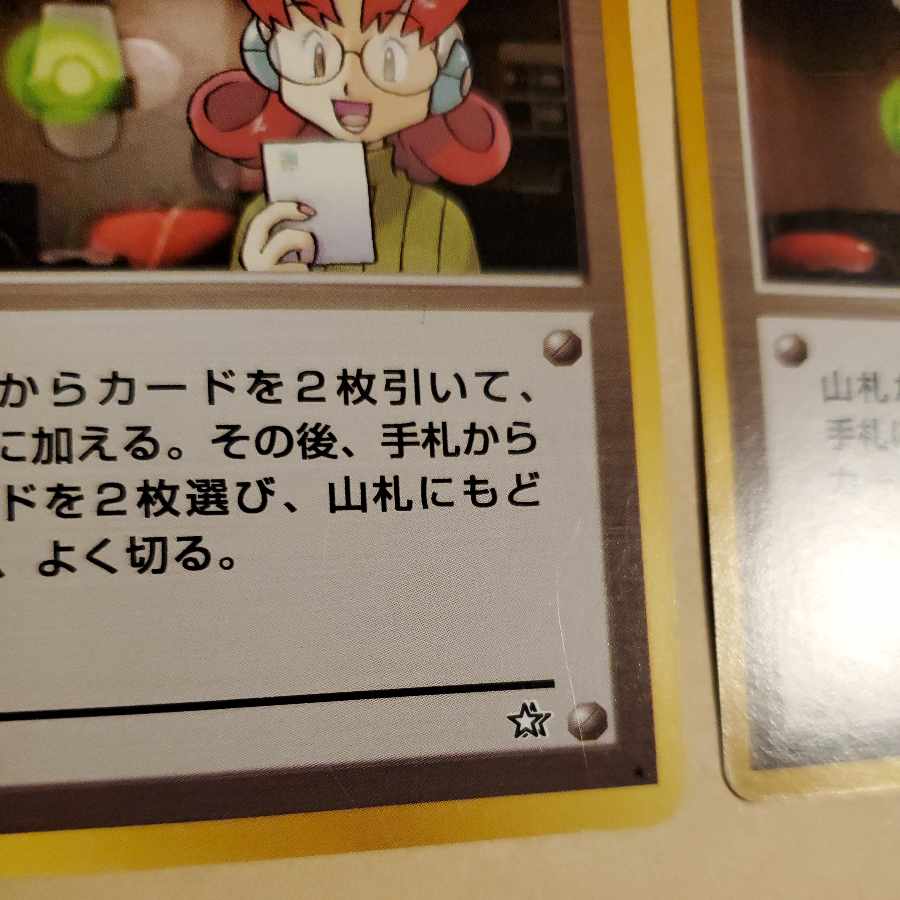 からカードを2枚引いて、
に加える。その後、手札から
ドを2枚選び、山札にもど
、よく切る。
山札
手札に